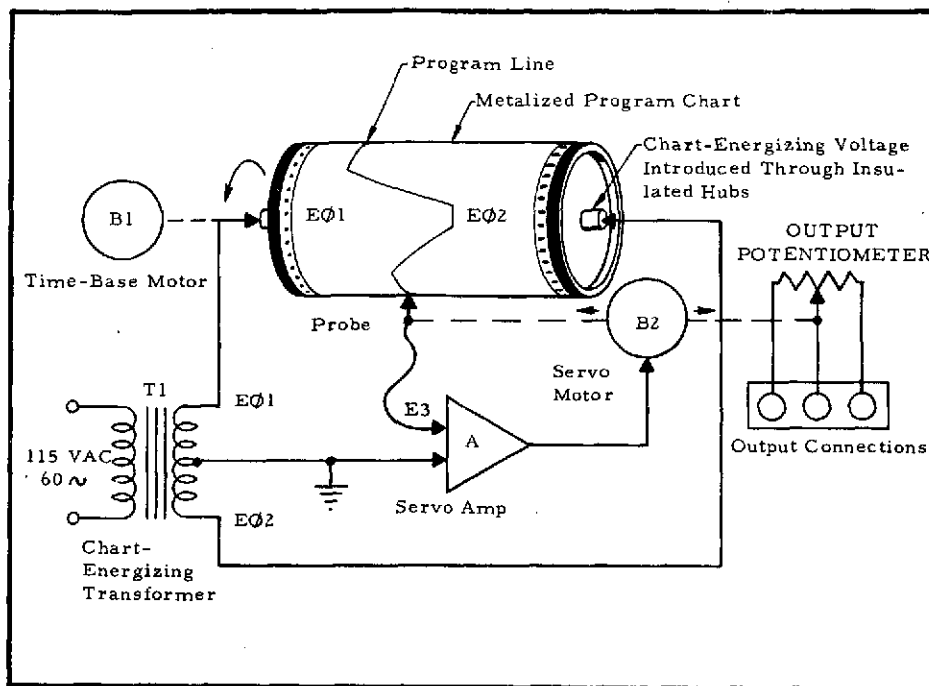 Program Line
Metalized Program Chart
Chart-Energizing Voltage
Introduced Through Insu-
lated Hubs
B1
EØ1
EØ2
OUTPUT
POTENTIOMETER
Time-Base Motor
Probe
B2
Servo
Motor
T1
EØ1
E3
A
115 VAC
60 ~
Output Connections
Servo Amp
EØ2
Chart-
Energizing
Transformer